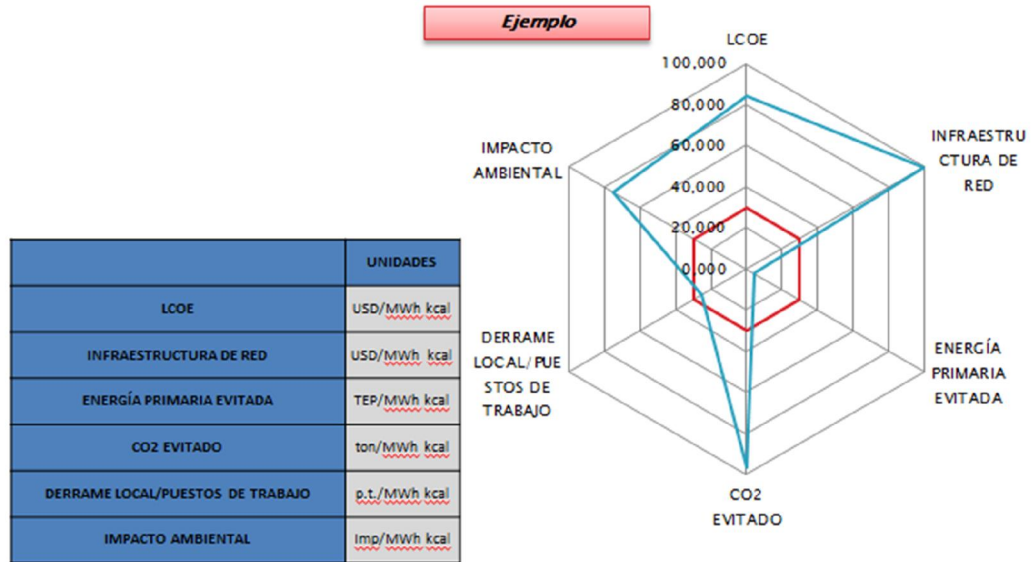 Ejemplo
LCOE
100,000
80,000
60,000
40,000
20,000
0,000
INFRAESTRU
CTURA DE
RED
ENERGÍA
PRIMARIA
EVITADA
CO2
EVITADO
DERRAME
LOCAL/PUE
STOS DE
TRABAJO
IMPACTO
AMBIENTAL
UNIDADES
LCOE USD/MWh kcal
INFRAESTRUCTURA DE RED USD/MWh kcal
ENERGÍA PRIMARIA EVITADA TEP/MWh kcal
CO2 EVITADO ton/MWh kcal
DERRAME LOCAL/PUESTOS DE TRABAJO p.t./MWh kcal
IMPACTO AMBIENTAL Imp/MWh kcal